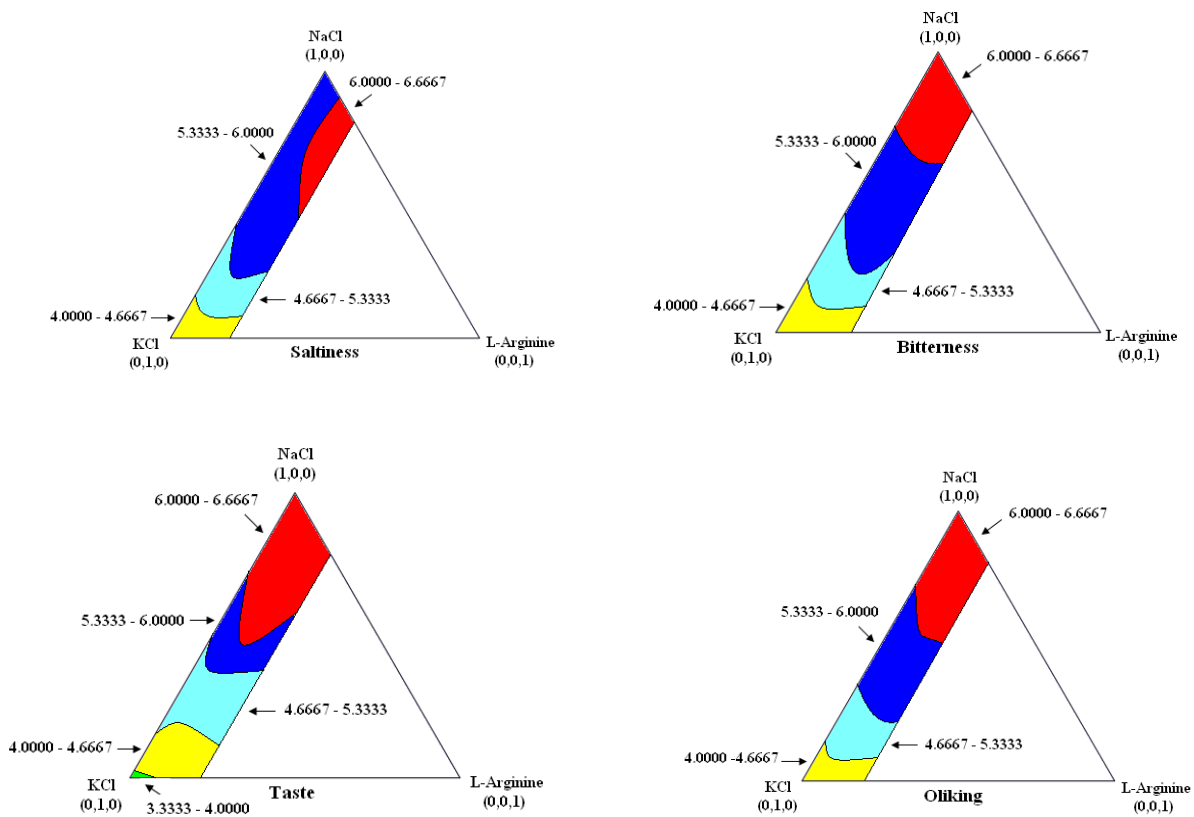 NaCl
(1,0,0)
6.0000 - 6.6667
5.3333 - 6.0000
4.6667 - 5.3333
4.0000 - 4.6667
KCl
(0,1,0)
L-Arginine
(0,0,1)
Saltiness
NaCl
(1,0,0)
6.0000 - 6.6667
5.3333 - 6.0000
4.6667 - 5.3333
4.0000 - 4.6667
KCl
(0,1,0)
L-Arginine
(0,0,1)
Bitterness
NaCl
(1,0,0)
6.0000 - 6.6667
5.3333 - 6.0000
4.6667 - 5.3333
4.0000 - 4.6667
KCl
(0,1,0)
L-Arginine
(0,0,1)
Taste
3.3333 - 4.0000
NaCl
(1,0,0)
6.0000 - 6.6667
5.3333 - 6.0000
4.6667 - 5.3333
4.0000 -4.6667
KCl
(0,1,0)
L-Arginine
(0,0,1)
Oliking